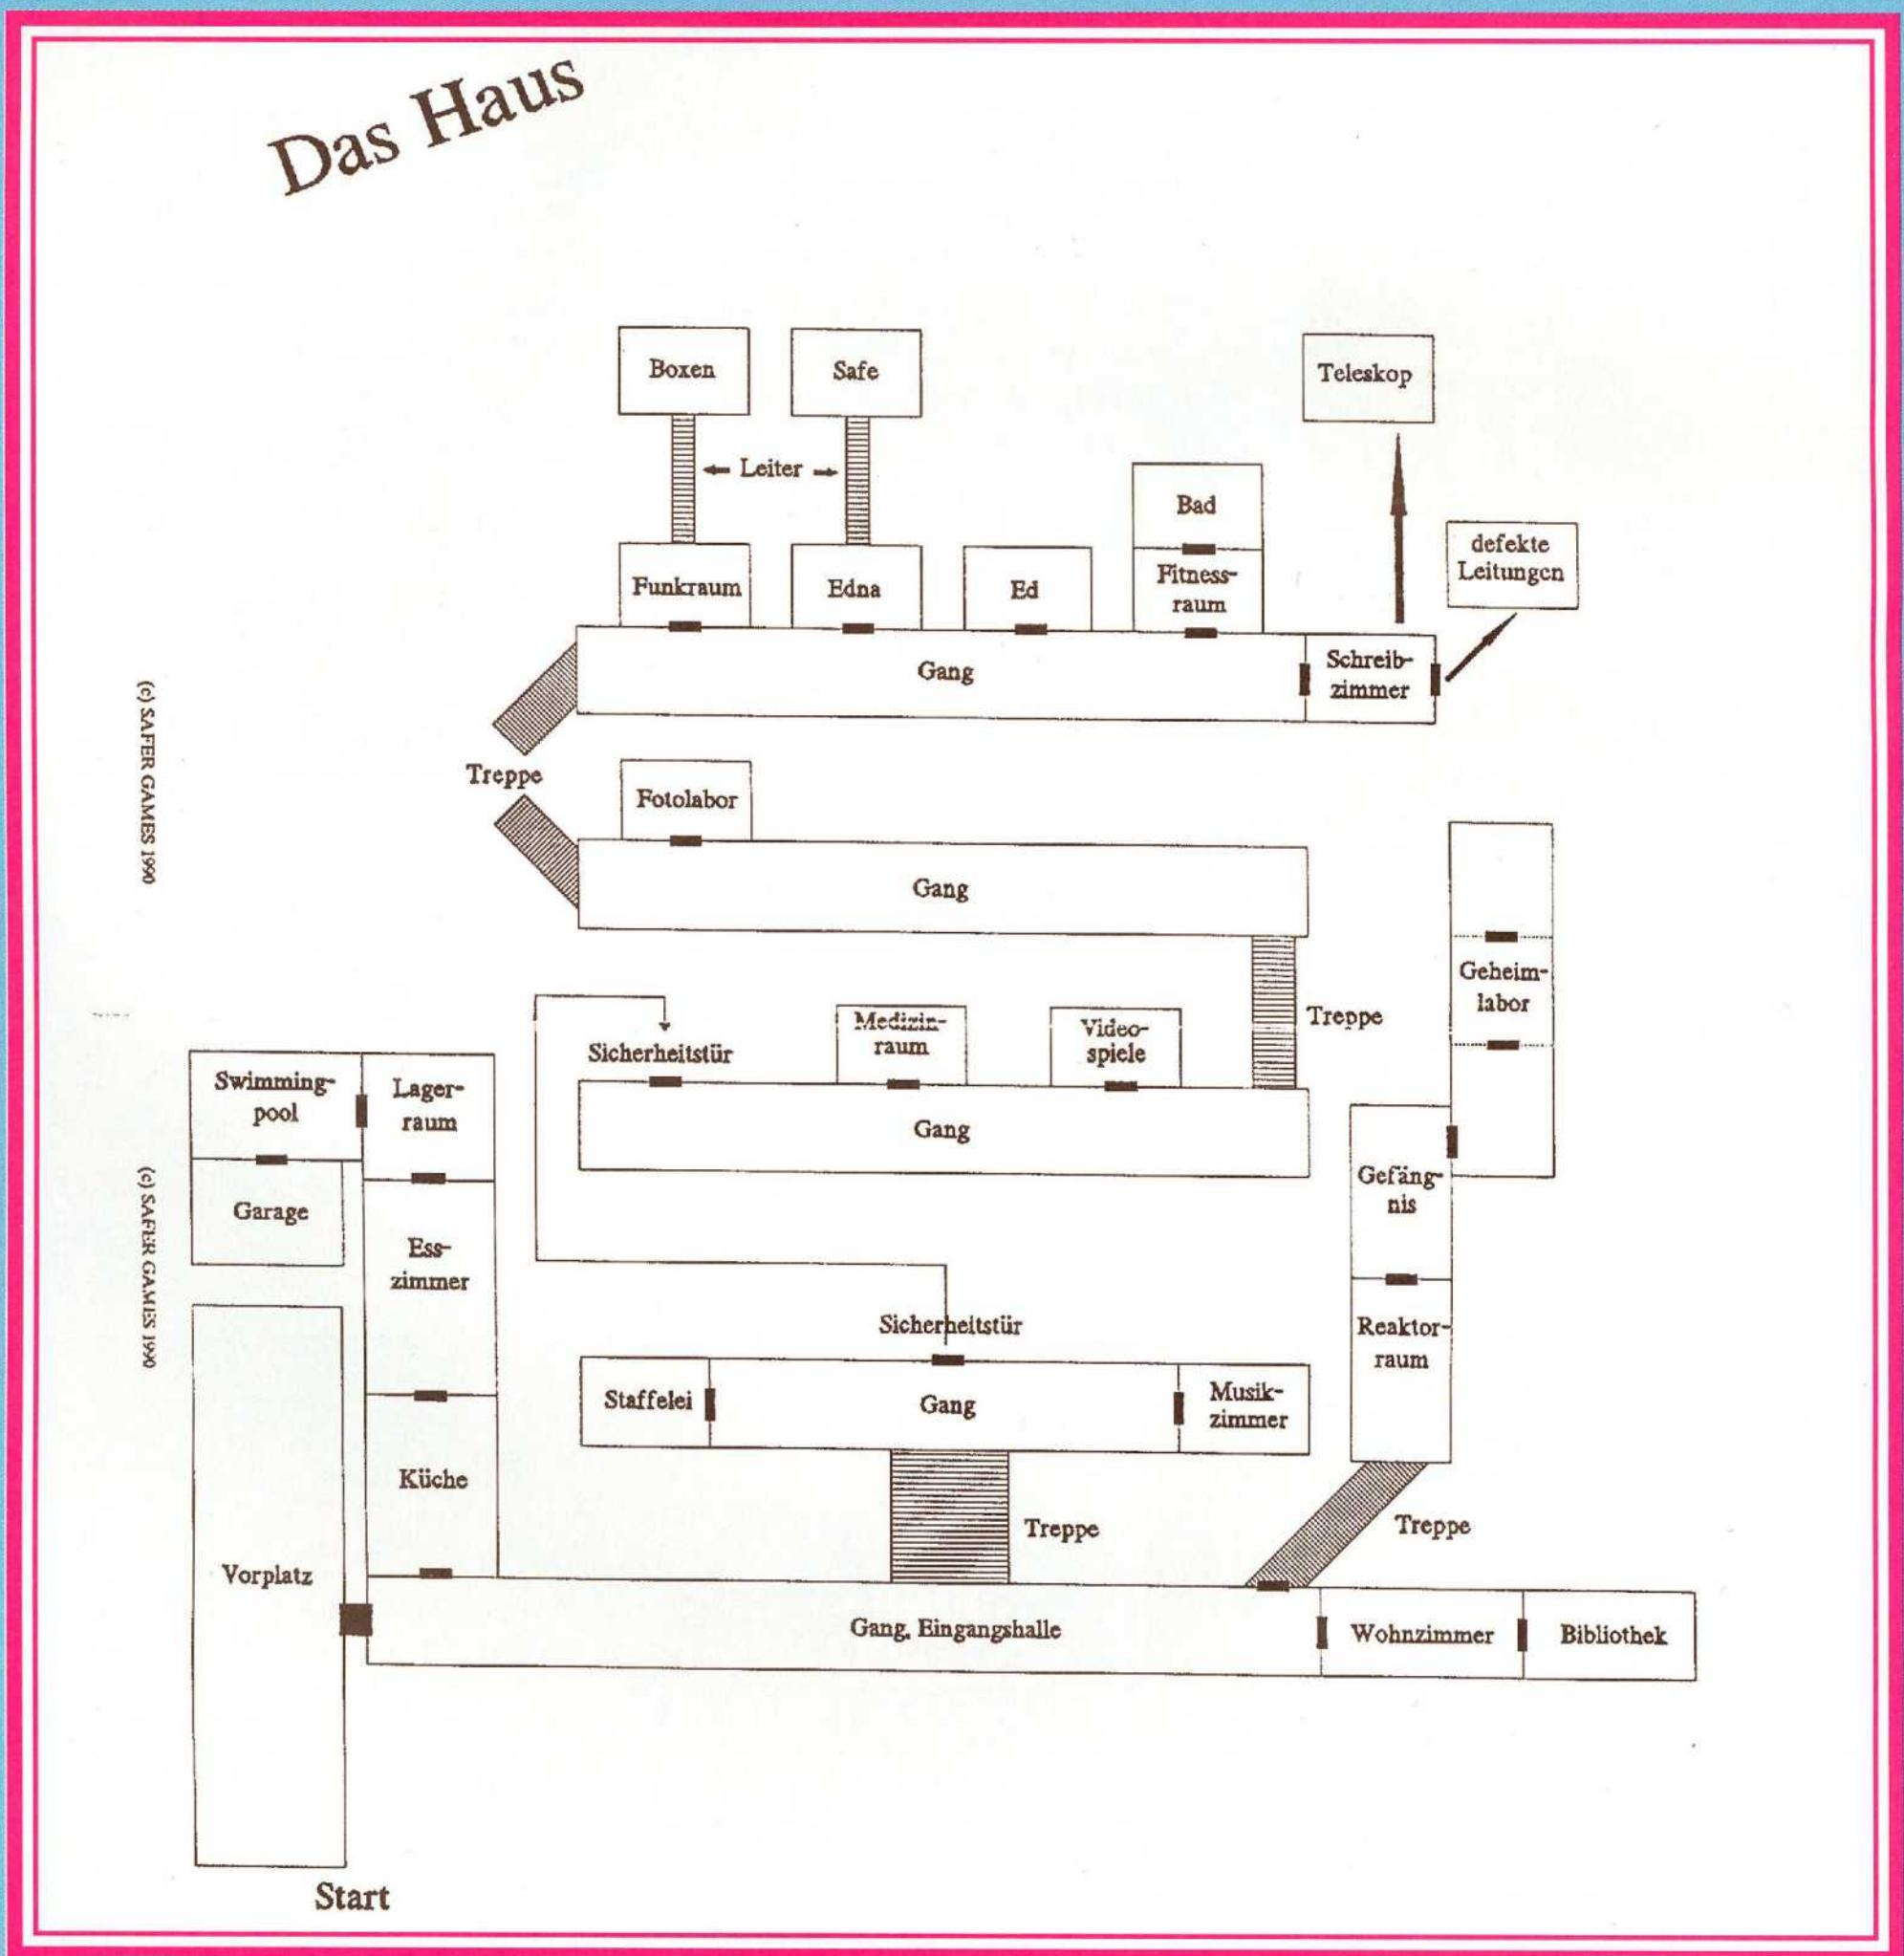 Das Haus
Boxen
Safe
Teleskop
Leiter
Bad
defekte
Leitungen
Funkraum
Edna
Ed
Fitness-
raum
Gang
Schreib-
zimmer
(c) SAFER GAMES 1990
Treppe
Fotolabor
Gang
Treppe
Geheim-
labor
Sicherheitstür
Medizin-
raum
Video-
spiele
Gang
Swimming-
pool
Lager-
raum
Garage
Ess-
zimmer
Gefäng-
nis
(c) SAFER GAMES 1990
Sicherheitstür
Reaktor-
raum
Staffelei
Gang
Musik-
zimmer
Küche
Treppe
Treppe
Vorplatz
Gang, Eingangshalle
Wohnzimmer
Bibliothek
Start